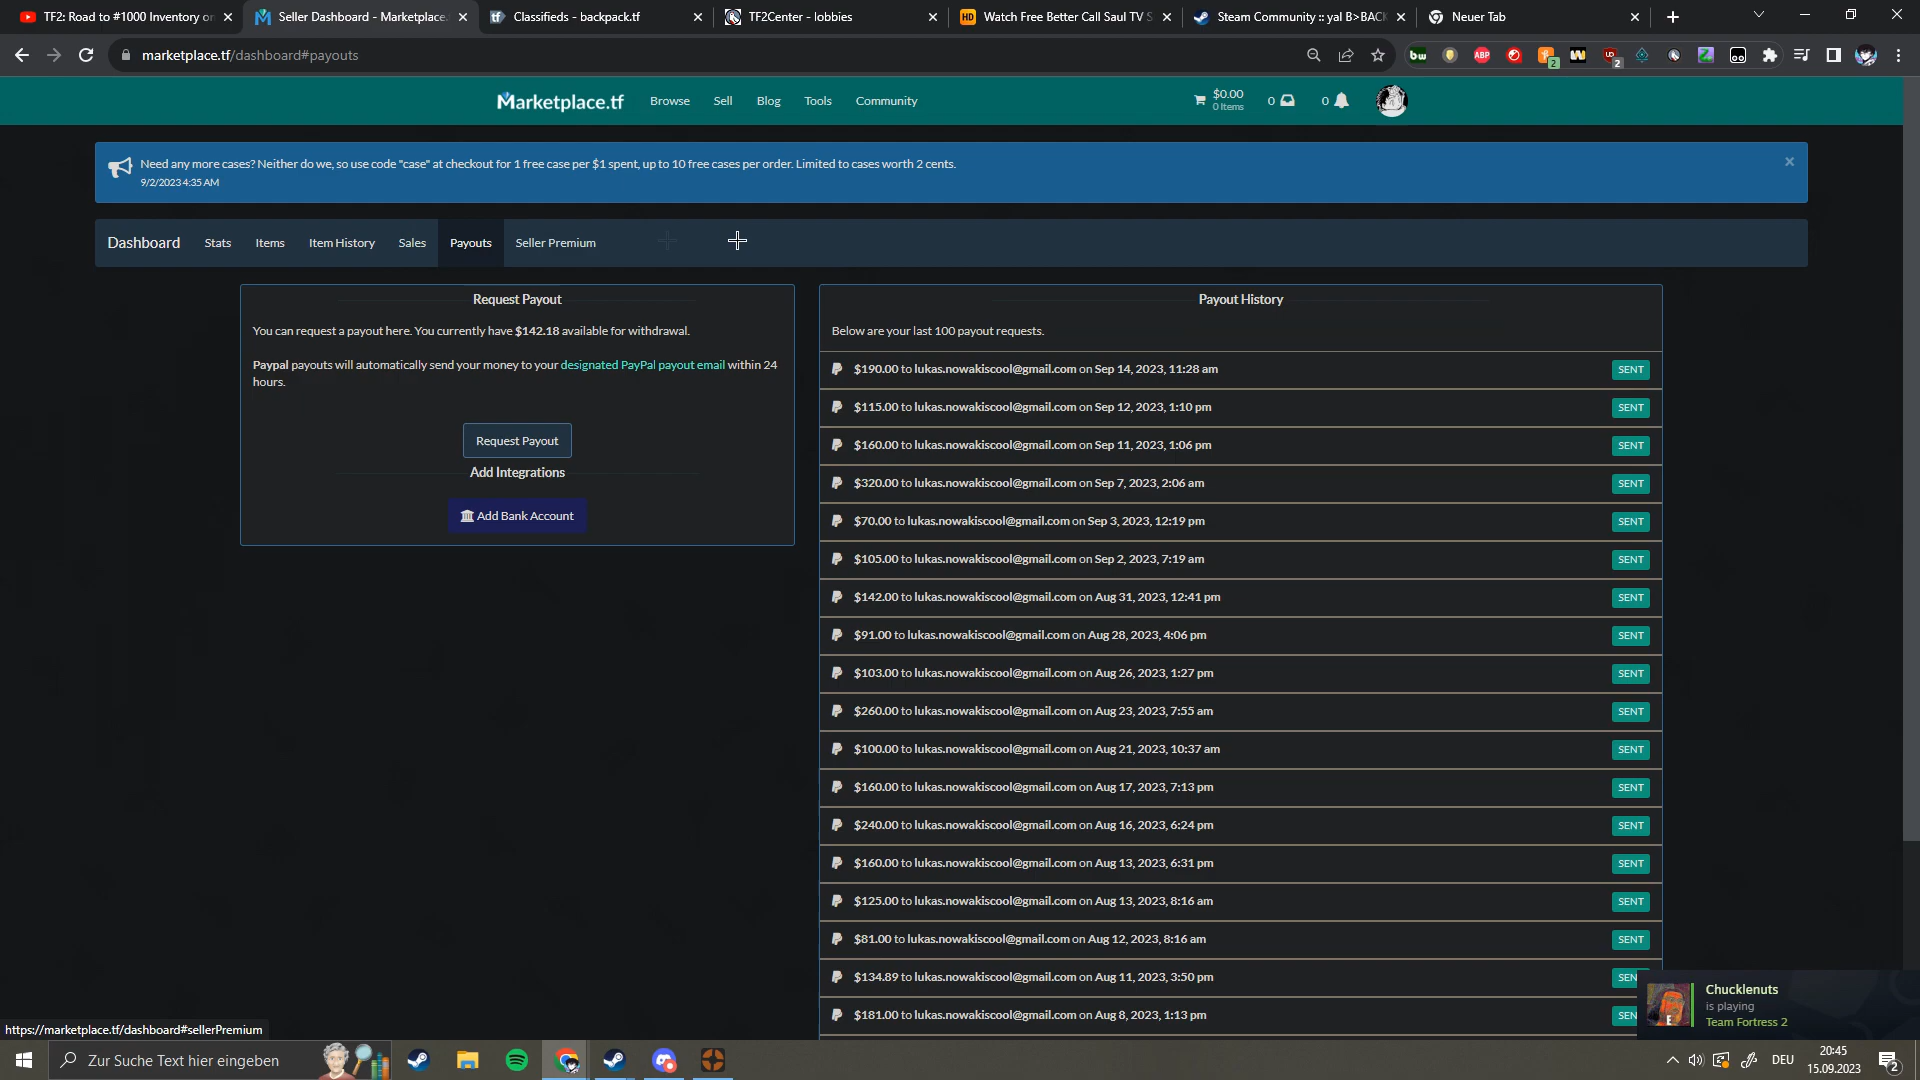 TF2: Road to #1000 Inventory on
Seller Dashboard - Marketplace.
Classifieds - backpack.tf
TF2Center - lobbies
Watch Free Better Call Saul TV S
Steam Community :: yal B>BACK
Neuer Tab
marketplace.tf/dashboard#payouts
Marketplace.tf
Browse
Sell
Blog
Tools
Community
$0.00
0 Items
0
0
Need any more cases? Neither do we, so use code "case" at checkout for 1 free case per $1 spent, up to 10 free cases per order. Limited to cases worth 2 cents.
9/2/2023 4:35 AM
Dashboard
Stats
Items
Item History
Sales
Payouts
Seller Premium
Request Payout
You can request a payout here. You currently have $142.18 available for withdrawal.
Paypal payouts will automatically send your money to your designated PayPal payout email within 24
hours.
Request Payout
Add Integrations
Add Bank Account
Payout History
Below are your last 100 payout requests.
$190.00 to lukas.nowakiscool@gmail.com on Sep 14, 2023, 11:28 am SENT
$115.00 to lukas.nowakiscool@gmail.com on Sep 12, 2023, 1:10 pm SENT
$160.00 to lukas.nowakiscool@gmail.com on Sep 11, 2023, 1:06 pm SENT
$320.00 to lukas.nowakiscool@gmail.com on Sep 7, 2023, 2:06 am SENT
$70.00 to lukas.nowakiscool@gmail.com on Sep 3, 2023, 12:19 pm SENT
$105.00 to lukas.nowakiscool@gmail.com on Sep 2, 2023, 7:19 am SENT
$142.00 to lukas.nowakiscool@gmail.com on Aug 31, 2023, 12:41 pm SENT
$91.00 to lukas.nowakiscool@gmail.com on Aug 28, 2023, 4:06 pm SENT
$103.00 to lukas.nowakiscool@gmail.com on Aug 26, 2023, 1:27 pm SENT
$260.00 to lukas.nowakiscool@gmail.com on Aug 23, 2023, 7:55 am SENT
$100.00 to lukas.nowakiscool@gmail.com on Aug 21, 2023, 10:37 am SENT
$160.00 to lukas.nowakiscool@gmail.com on Aug 17, 2023, 7:13 pm SENT
$240.00 to lukas.nowakiscool@gmail.com on Aug 16, 2023, 6:24 pm SENT
$160.00 to lukas.nowakiscool@gmail.com on Aug 13, 2023, 6:31 pm SENT
$125.00 to lukas.nowakiscool@gmail.com on Aug 13, 2023, 8:16 am SENT
$81.00 to lukas.nowakiscool@gmail.com on Aug 12, 2023, 8:16 am SENT
$134.89 to lukas.nowakiscool@gmail.com on Aug 11, 2023, 3:50 pm SEN
$181.00 to lukas.nowakiscool@gmail.com on Aug 8, 2023, 1:13 pm SEN
Chucklenuts
is playing
Team Fortress 2
https://marketplace.tf/dashboard#sellerPremium
Zur Suche Text hier eingeben
DEU
20:45
15.09.2023
2